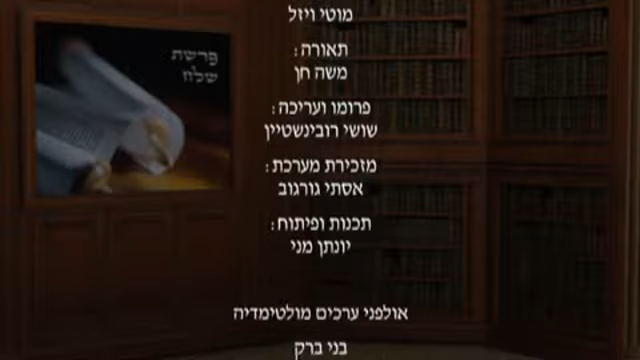 מוטי ויזל
תאורה:
משה חן
פרומו ועריכה:
שושי רובינשטיין
מזכירת מערכת:
אסתי גורגוב
תכנות ופיתוח:
יונתן מני
אולפני ערכים מולטימדיה
בני ברק
פרשת
שלח